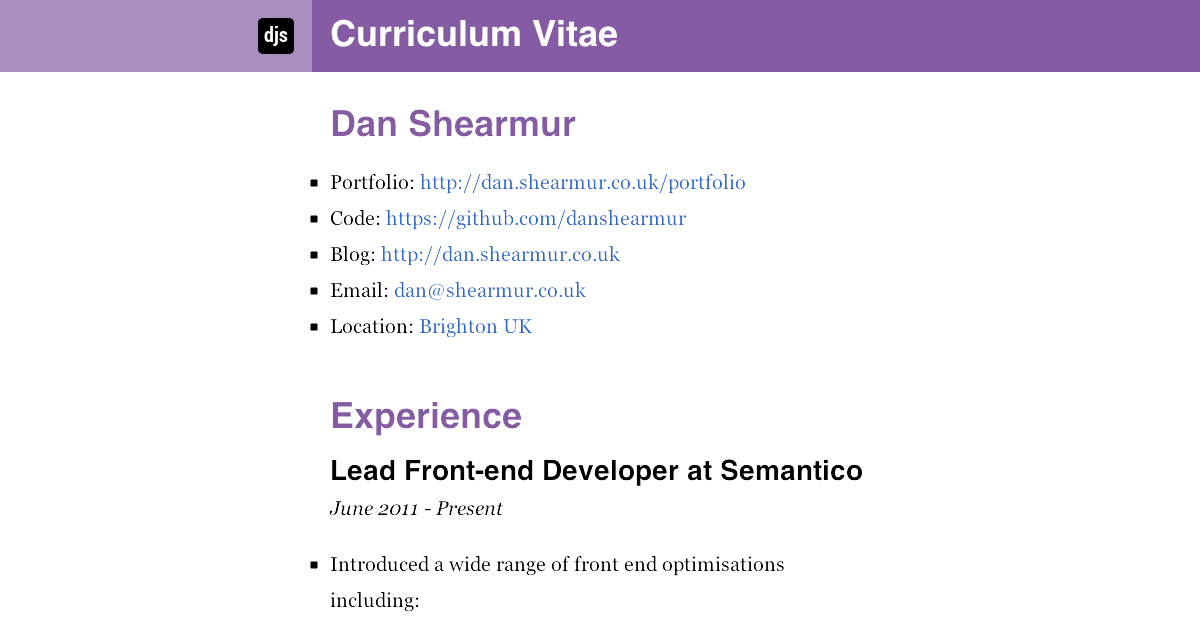 djs
Curriculum Vitae
Dan Shearmur
Portfolio: http://dan.shearmur.co.uk/portfolio
Code: https://github.com/danshearmur
Blog: http://dan.shearmur.co.uk
Email: dan@shearmur.co.uk
Location: Brighton UK
Experience
Lead Front-end Developer at Semantico
June 2011 - Present
Introduced a wide range of front end optimisations
including: